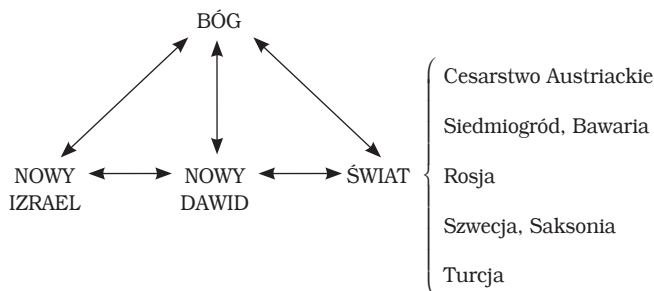 BÓG
NOWY
IZRAEL
NOWY
DAWID
ŚWIAT
Cesarstwo Austriackie
Siedmiogród, Bawaria
Rosja
Szwecja, Saksonia
Turcja